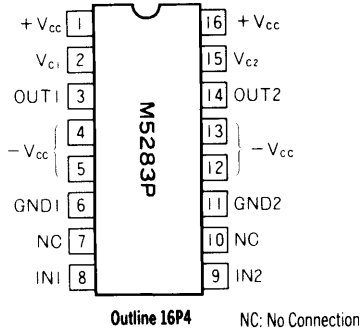 + Vcc 1 16 + Vcc
VC1 2 15 VC2
OUT1 3 14 OUT2
4 13
− Vcc − Vcc
5 12
GND1 6 11 GND2
NC 7 10 NC
IN1 8 9 IN2
M5283P
Outline 16P4 NC: No Connection